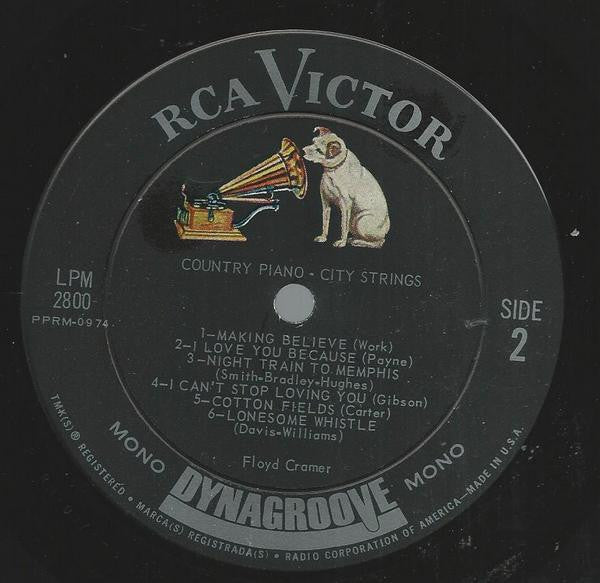 RCA VICTOR
COUNTRY PIANO - CITY STRINGS
LPM
2800
PPRM-0974
SIDE
2
1—MAKING BELIEVE (Work)
2—I LOVE YOU BECAUSE (Payne)
3—NIGHT TRAIN TO MEMPHIS
(Smith-Bradley-Hughes)
4—I CAN'T STOP LOVING YOU (Gibson)
5—COTTON FIELDS (Carter)
6—LONESOME WHISTLE
(Davis-Williams)
Floyd Cramer
MONO DYNAGROOVE MONO
TMK(S) ® REGISTERED • MARCA(S) REGISTRADA(S) • RADIO CORPORATION OF AMERICA—MADE IN U.S.A.